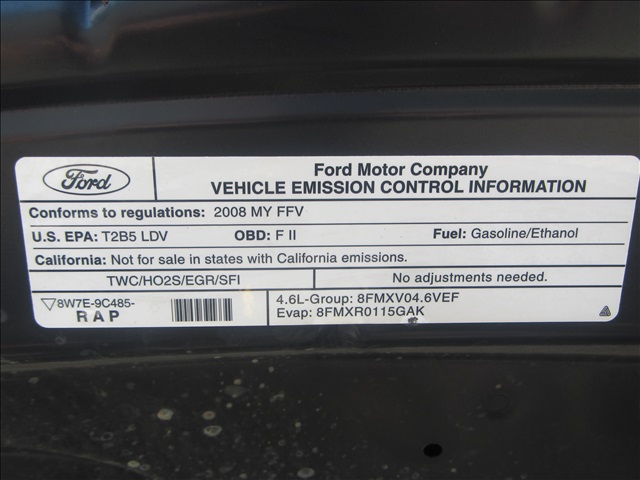 Ford
Ford Motor Company
VEHICLE EMISSION CONTROL INFORMATION
Conforms to regulations: 2008 MY FFV
U.S. EPA: T2B5 LDV OBD: F II Fuel: Gasoline/Ethanol
California: Not for sale in states with California emissions.
TWC/HO2S/EGR/SFI No adjustments needed.
8W7E-9C485-
RAP
4.6L-Group: 8FMXV04.6VEF
Evap: 8FMXR0115GAK